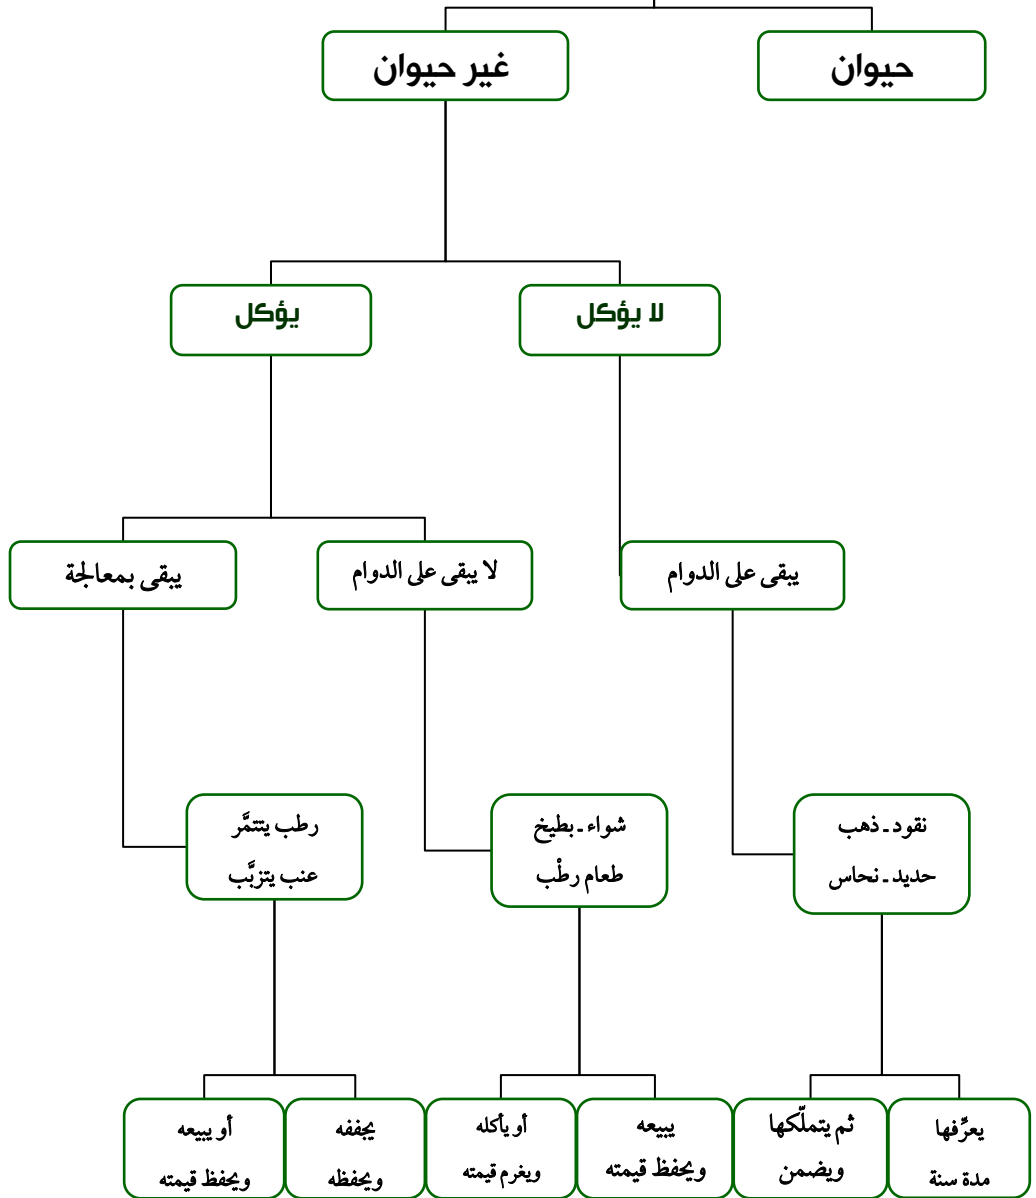 حيوان
غير حيوان
لا يؤكل
يؤكل
يبقى على الدوام
لا يبقى على الدوام
يبقى بمعالجة
نقود ـ ذهب
حديد ـ نحاس
شواء ـ بطيخ
طعام رطْب
رطب يتتمَّر
عنب يتزبَّب
يعرِّفها
مدة سنة
ثم يتملّكها
ويضمن
يبيعه
ويحفظ قيمته
أو يأكله
ويغرم قيمته
يجففه
ويحفظه
أو يبيعه
ويحفظ قيمته